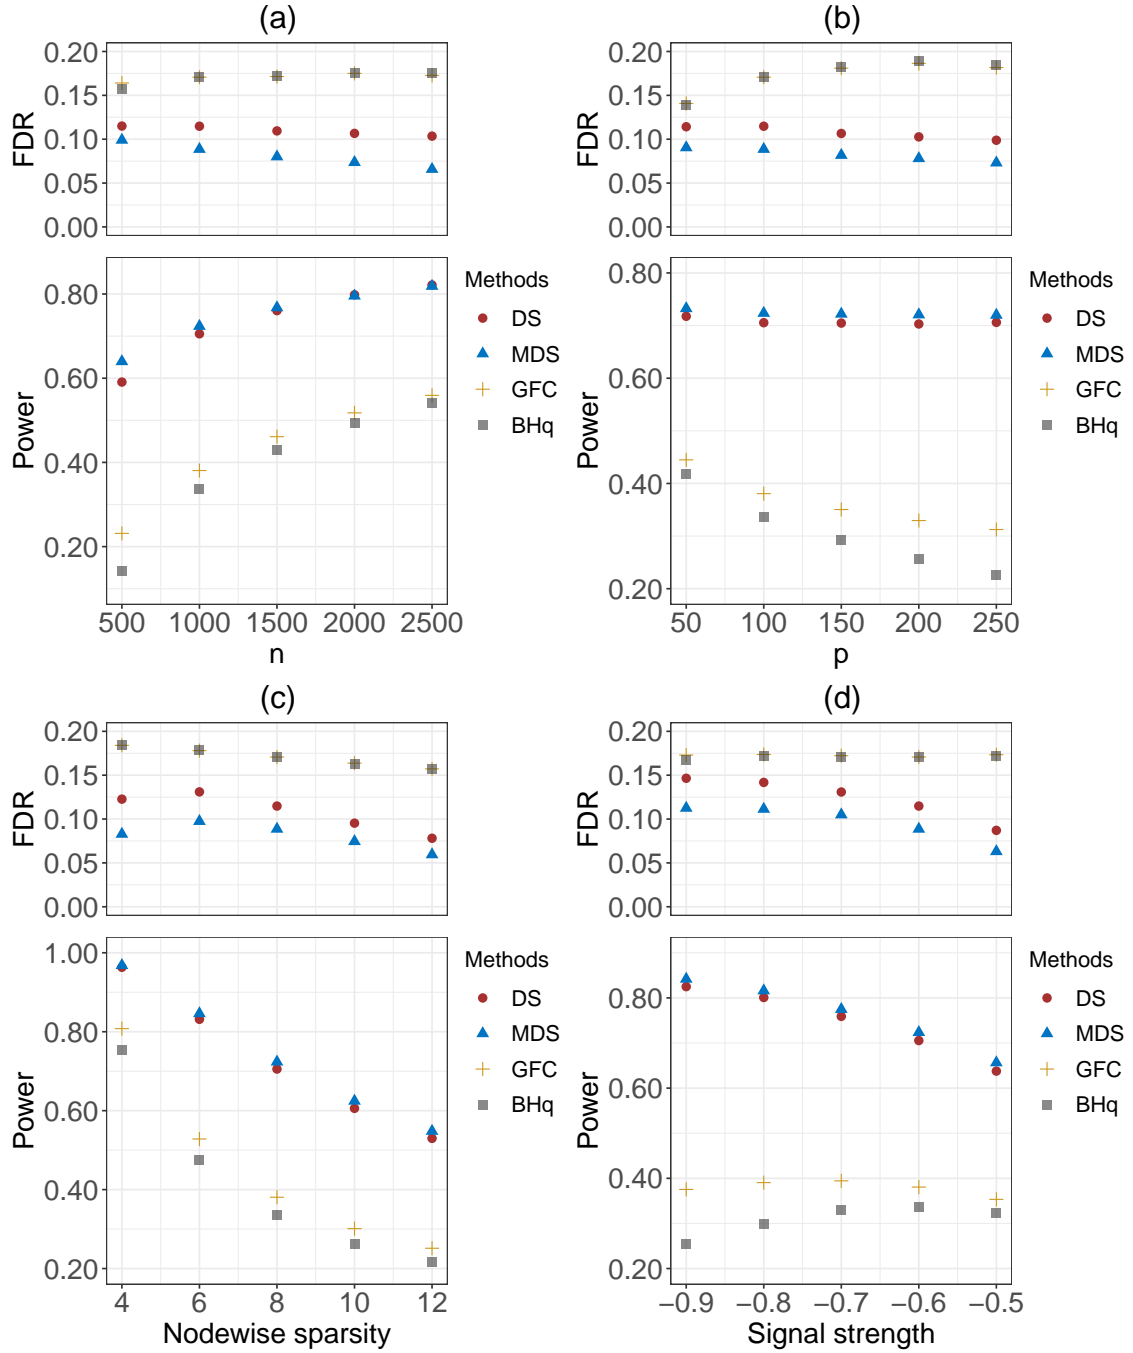 (a)
0.20
0.15
0.10
0.05
0.00
FDR
0.80
0.60
0.40
0.20
Power
500 1000 1500 2000 2500
n
Methods
DS
MDS
GFC
BHq
(b)
0.20
0.15
0.10
0.05
0.00
FDR
0.80
0.60
0.40
0.20
Power
50 100 150 200 250
p
Methods
DS
MDS
GFC
BHq
(c)
0.20
0.15
0.10
0.05
0.00
FDR
1.00
0.80
0.60
0.40
0.20
Power
4 6 8 10 12
Nodewise sparsity
Methods
DS
MDS
GFC
BHq
(d)
0.20
0.15
0.10
0.05
0.00
FDR
0.80
0.60
0.40
0.20
Power
−0.9 −0.8 −0.7 −0.6 −0.5
Signal strength
Methods
DS
MDS
GFC
BHq